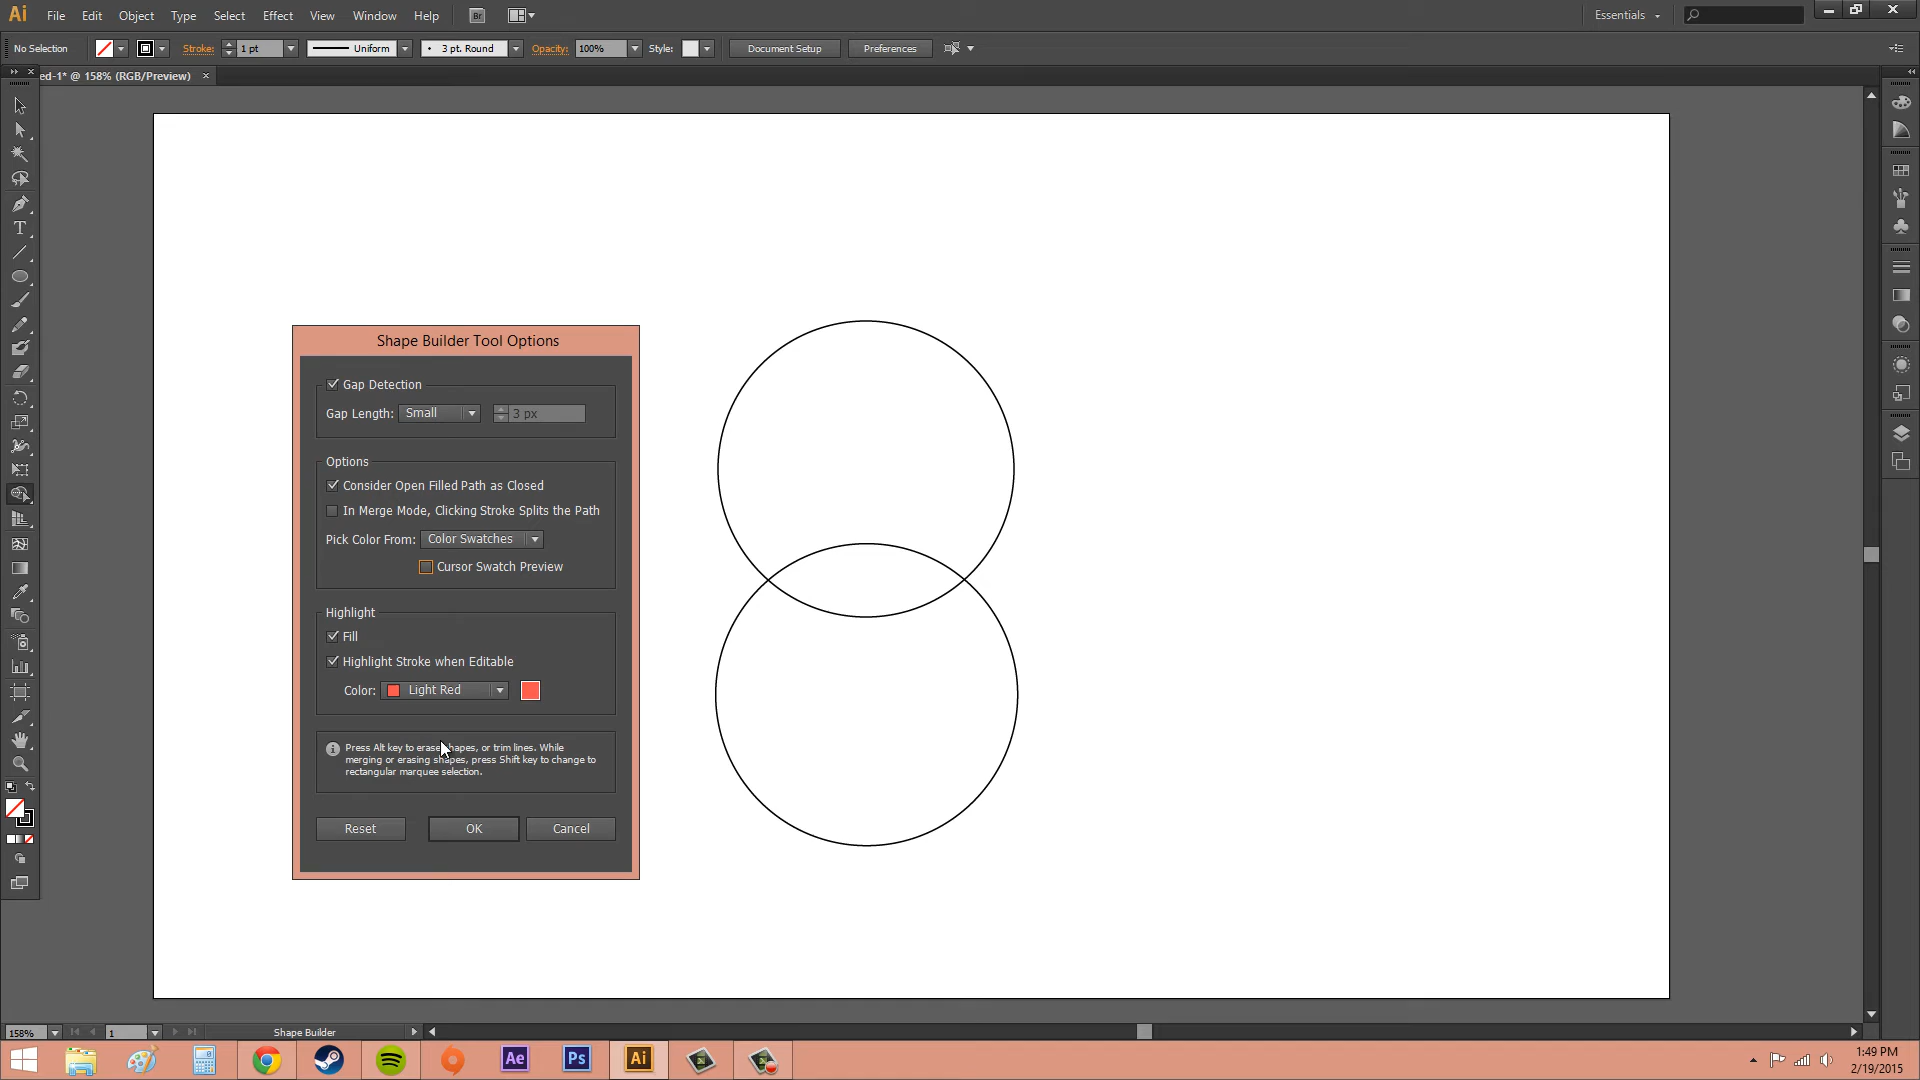 Ai File Edit Object Type Select Effect View Window Help Br Essentials
No Selection Stroke: 1 pt Uniform 3 pt. Round Opacity: 100% Style: Document Setup Preferences
ed-1* @ 158% (RGB/Preview) ×
Shape Builder Tool Options
Gap Detection
Gap Length: Small 3 px
Options
Consider Open Filled Path as Closed
In Merge Mode, Clicking Stroke Splits the Path
Pick Color From: Color Swatches
Cursor Swatch Preview
Highlight
Fill
Highlight Stroke when Editable
Color: Light Red
Press Alt key to erase shapes, or trim lines. While
merging or erasing shapes, press Shift key to change to
rectangular marquee selection.
Reset OK Cancel
158% 1 Shape Builder
Ae Ps Ai
1:49 PM
2/19/2015